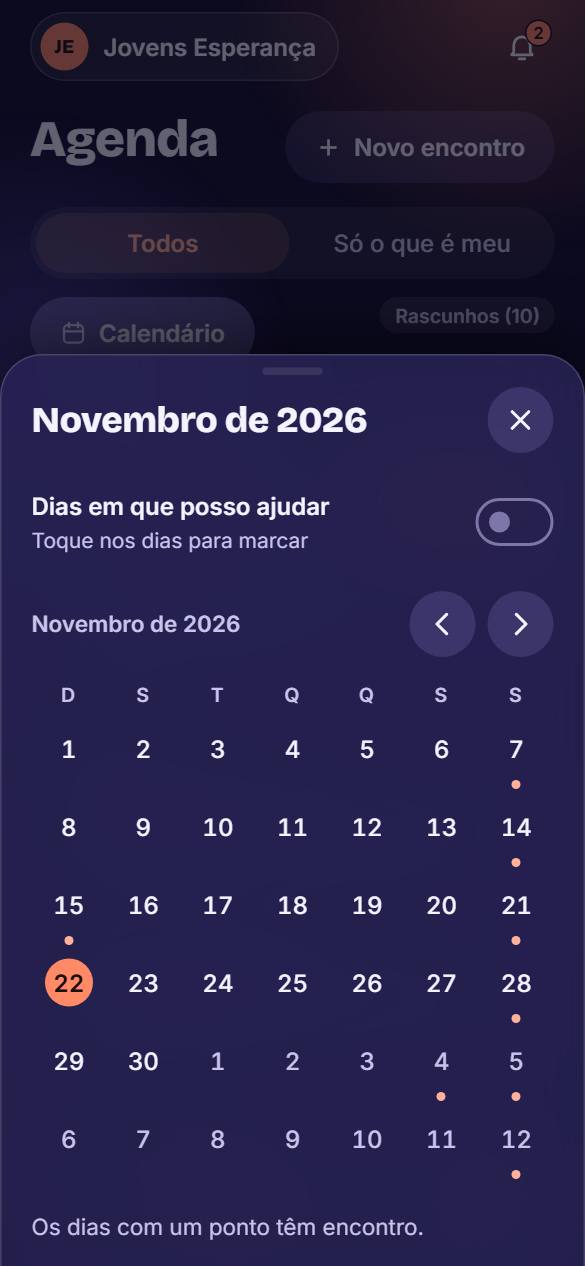 JE Jovens Esperança 2
Agenda + Novo encontro
Todos Só o que é meu
Calendário Rascunhos (10)
Novembro de 2026
Dias em que posso ajudar
Toque nos dias para marcar
Novembro de 2026
D S T Q Q S S
1 2 3 4 5 6 7
8 9 10 11 12 13 14
15 16 17 18 19 20 21
22 23 24 25 26 27 28
29 30 1 2 3 4 5
6 7 8 9 10 11 12
Os dias com um ponto têm encontro.